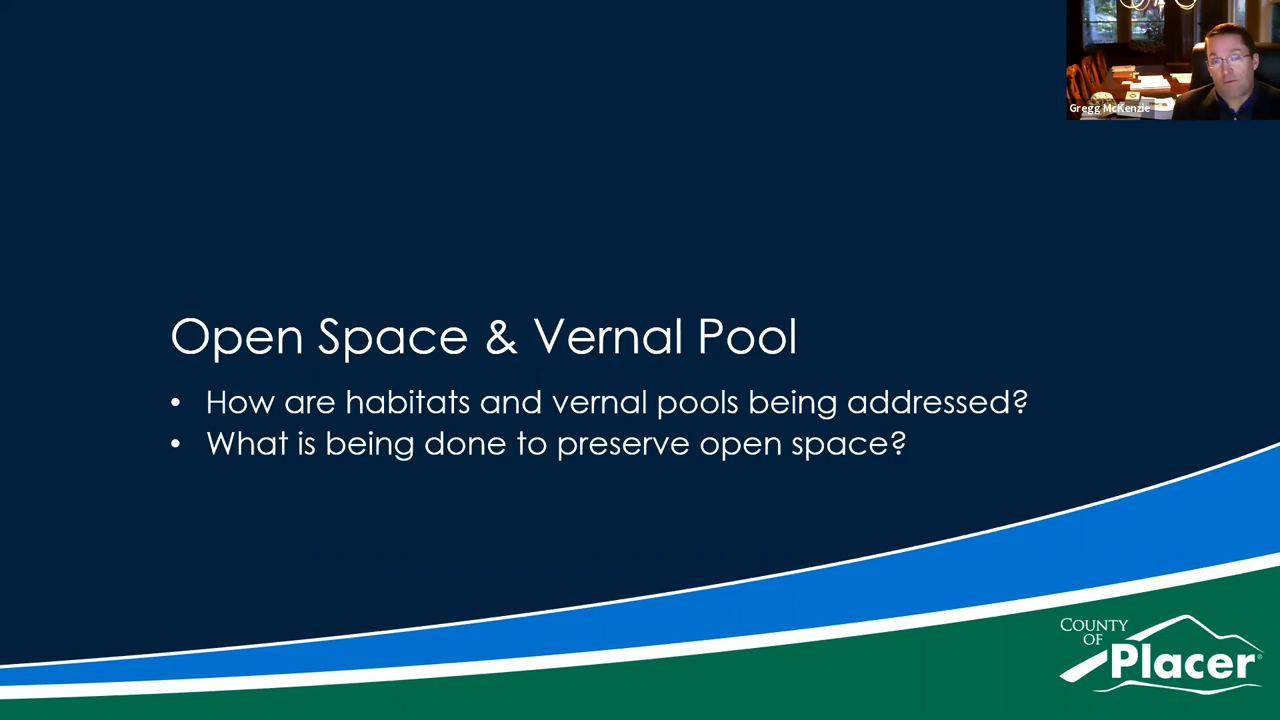 Gregg McKenzie
Open Space & Vernal Pool
• How are habitats and vernal pools being addressed?
• What is being done to preserve open space?
COUNTY
OF
Placer®